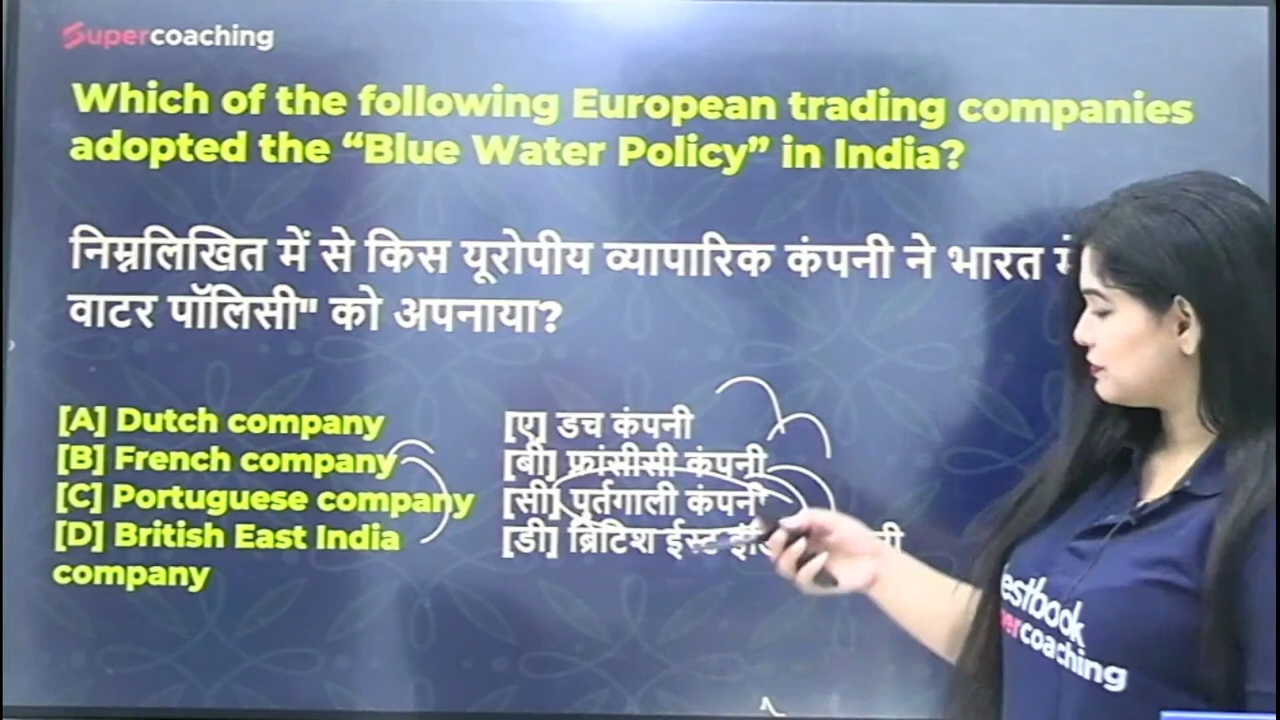 Supercoaching
Which of the following European trading companies
adopted the “Blue Water Policy” in India?
निम्नलिखित में से किस यूरोपीय व्यापारिक कंपनी ने भारत में
वाटर पॉलिसी" को अपनाया?
[A] Dutch company
[B] French company
[C] Portuguese company
[D] British East India
company
[ए] डच कंपनी
[बी] फ्रांसीसी कंपनी
[सी] पुर्तगाली कंपनी
[डी] ब्रिटिश ईस्ट
estbook
coaching